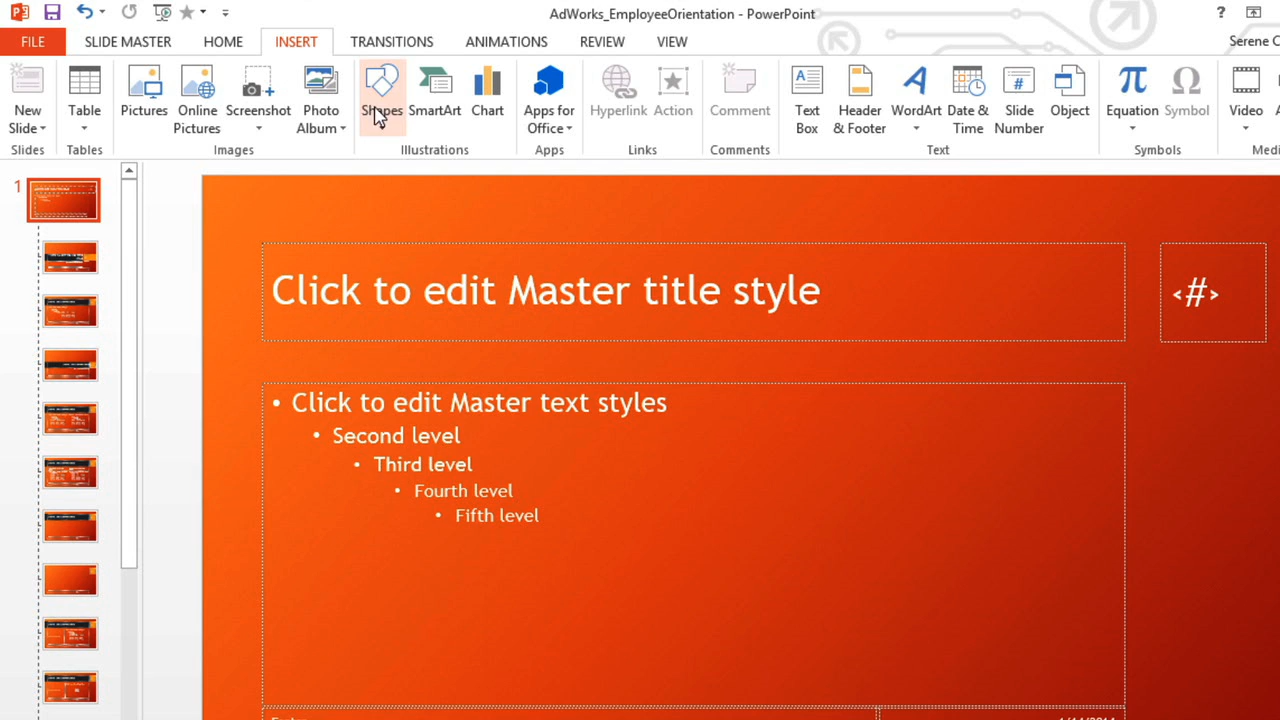 AdWorks_EmployeeOrientation - PowerPoint
?
FILE SLIDE MASTER HOME INSERT TRANSITIONS ANIMATIONS REVIEW VIEW
Serene
New Slide
Table
Pictures
Online Pictures
Screenshot
Photo Album
Shapes
SmartArt
Chart
Apps for Office
Hyperlink
Action
Comment
Text Box
Header & Footer
WordArt
Date & Time
Slide Number
Object
Equation
Symbol
Video
Slides Tables Images Illustrations Apps Links Comments Text Symbols
1
Click to edit Master title style
<#>
• Click to edit Master text styles
• Second level
• Third level
• Fourth level
• Fifth level